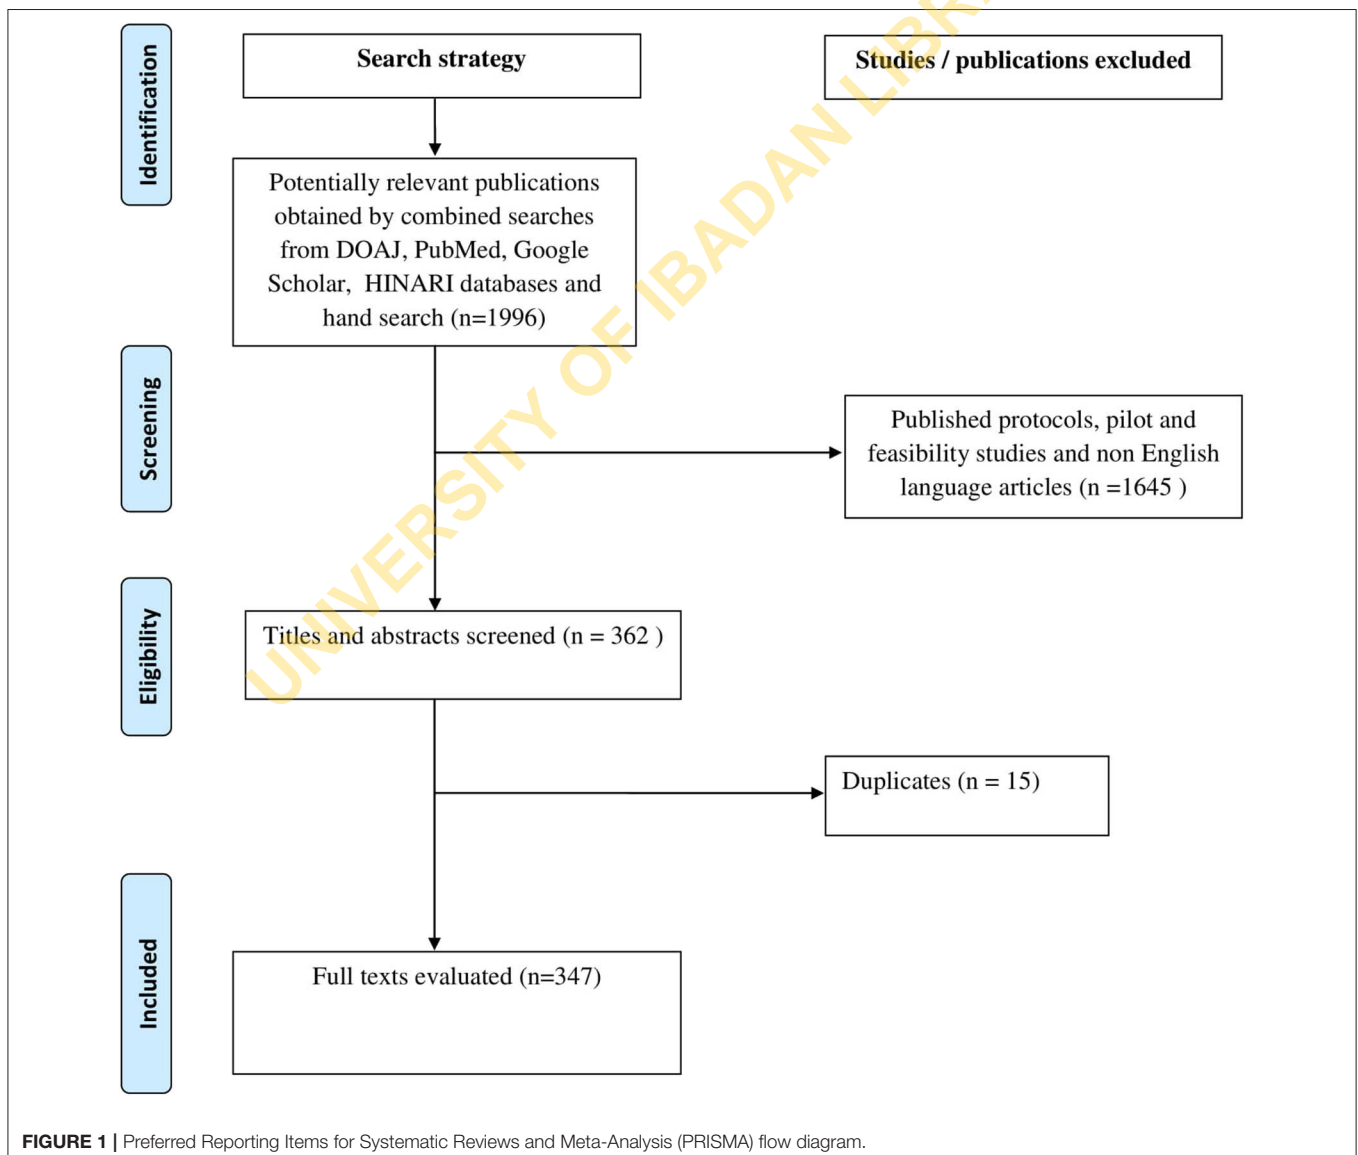 Identification
Search strategy
Studies / publications excluded
Potentially relevant publications
obtained by combined searches
from DOAJ, PubMed, Google
Scholar, HINARI databases and
hand search (n=1996)
Screening
Published protocols, pilot and
feasibility studies and non English
language articles (n =1645 )
Eligibility
Titles and abstracts screened (n = 362 )
Duplicates (n = 15)
Included
Full texts evaluated (n=347)
UNIVERSITY OF IBADAN LIBR
FIGURE 1 | Preferred Reporting Items for Systematic Reviews and Meta-Analysis (PRISMA) flow diagram.